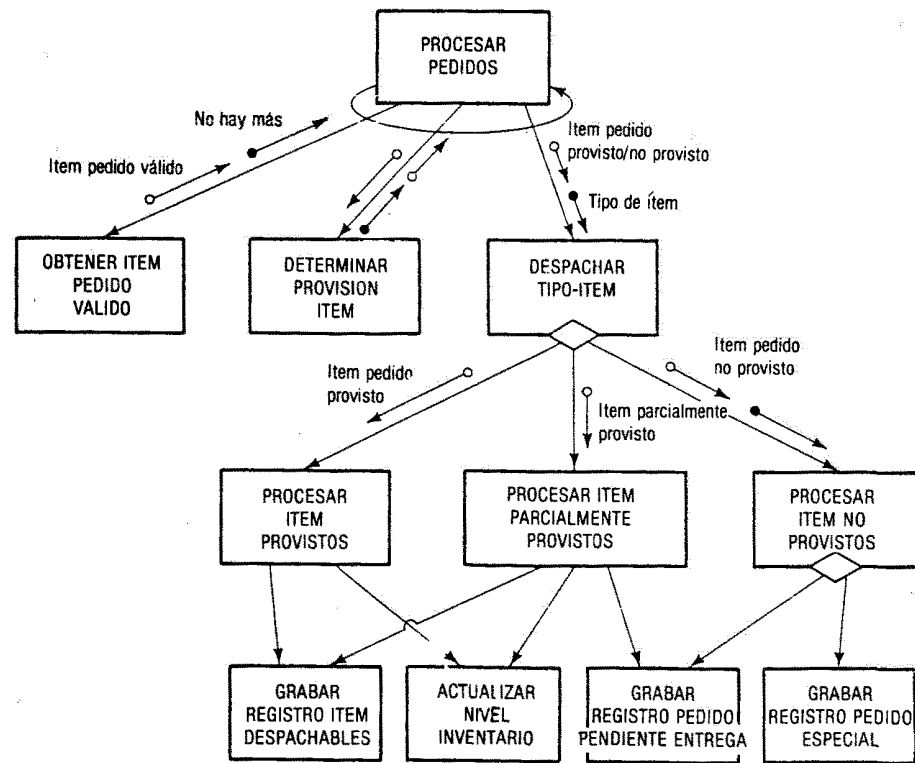 PROCESAR
PEDIDOS
No hay más
Item pedido válido
Item pedido
provisto/no provisto
Tipo de ítem
OBTENER ITEM
PEDIDO
VALIDO
DETERMINAR
PROVISION
ITEM
DESPACHAR
TIPO-ITEM
Item pedido
provisto
Item parcialmente
provisto
Item pedido
no provisto
PROCESAR
ITEM
PROVISTOS
PROCESAR ITEM
PARCIALMENTE
PROVISTOS
PROCESAR
ITEM NO
PROVISTOS
GRABAR
REGISTRO ITEM
DESPACHABLES
ACTUALIZAR
NIVEL
INVENTARIO
GRABAR
REGISTRO PEDIDO
PENDIENTE ENTREGA
GRABAR
REGISTRO PEDIDO
ESPECIAL